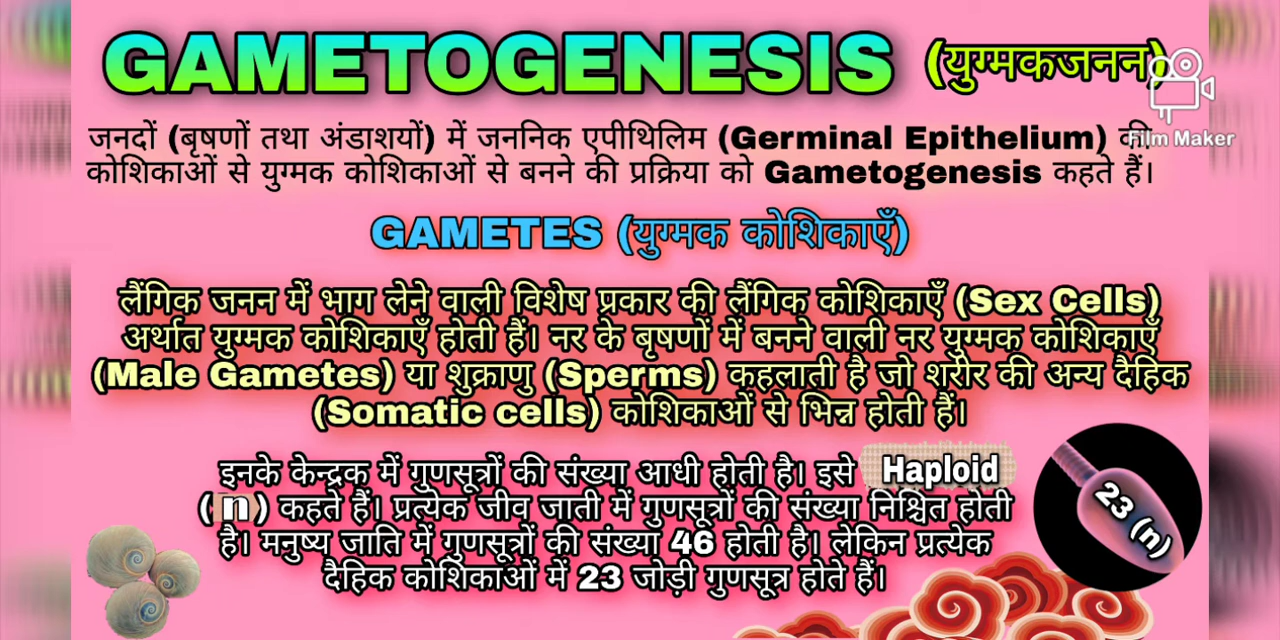 GAMETOGENESIS (युग्मकजनन)
Film Maker
जनदों (बृषणों तथा अंडाशयों) में जननिक एपीथिलिम (Germinal Epithelium) की
कोशिकाओं से युग्मक कोशिकाओं से बनने की प्रक्रिया को Gametogenesis कहते हैं।
GAMETES (युग्मक कोशिकाएँ)
लैंगिक जनन में भाग लेने वाली विशेष प्रकार की लैंगिक कोशिकाएँ (Sex Cells)
अर्थात युग्मक कोशिकाएँ होती हैं। नर के बृषणों में बनने वाली नर युग्मक कोशिकाएँ
(Male Gametes) या शुक्राणु (Sperms) कहलाती है जो शरीर की अन्य दैहिक
(Somatic cells) कोशिकाओं से भिन्न होती हैं।
इनके केन्द्रक में गुणसूत्रों की संख्या आधी होती है। इसे Haploid
(n) कहते हैं। प्रत्येक जीव जाती में गुणसूत्रों की संख्या निश्चित होती
है। मनुष्य जाति में गुणसूत्रों की संख्या 46 होती है। लेकिन प्रत्येक
दैहिक कोशिकाओं में 23 जोड़ी गुणसूत्र होते हैं।
23 (n)